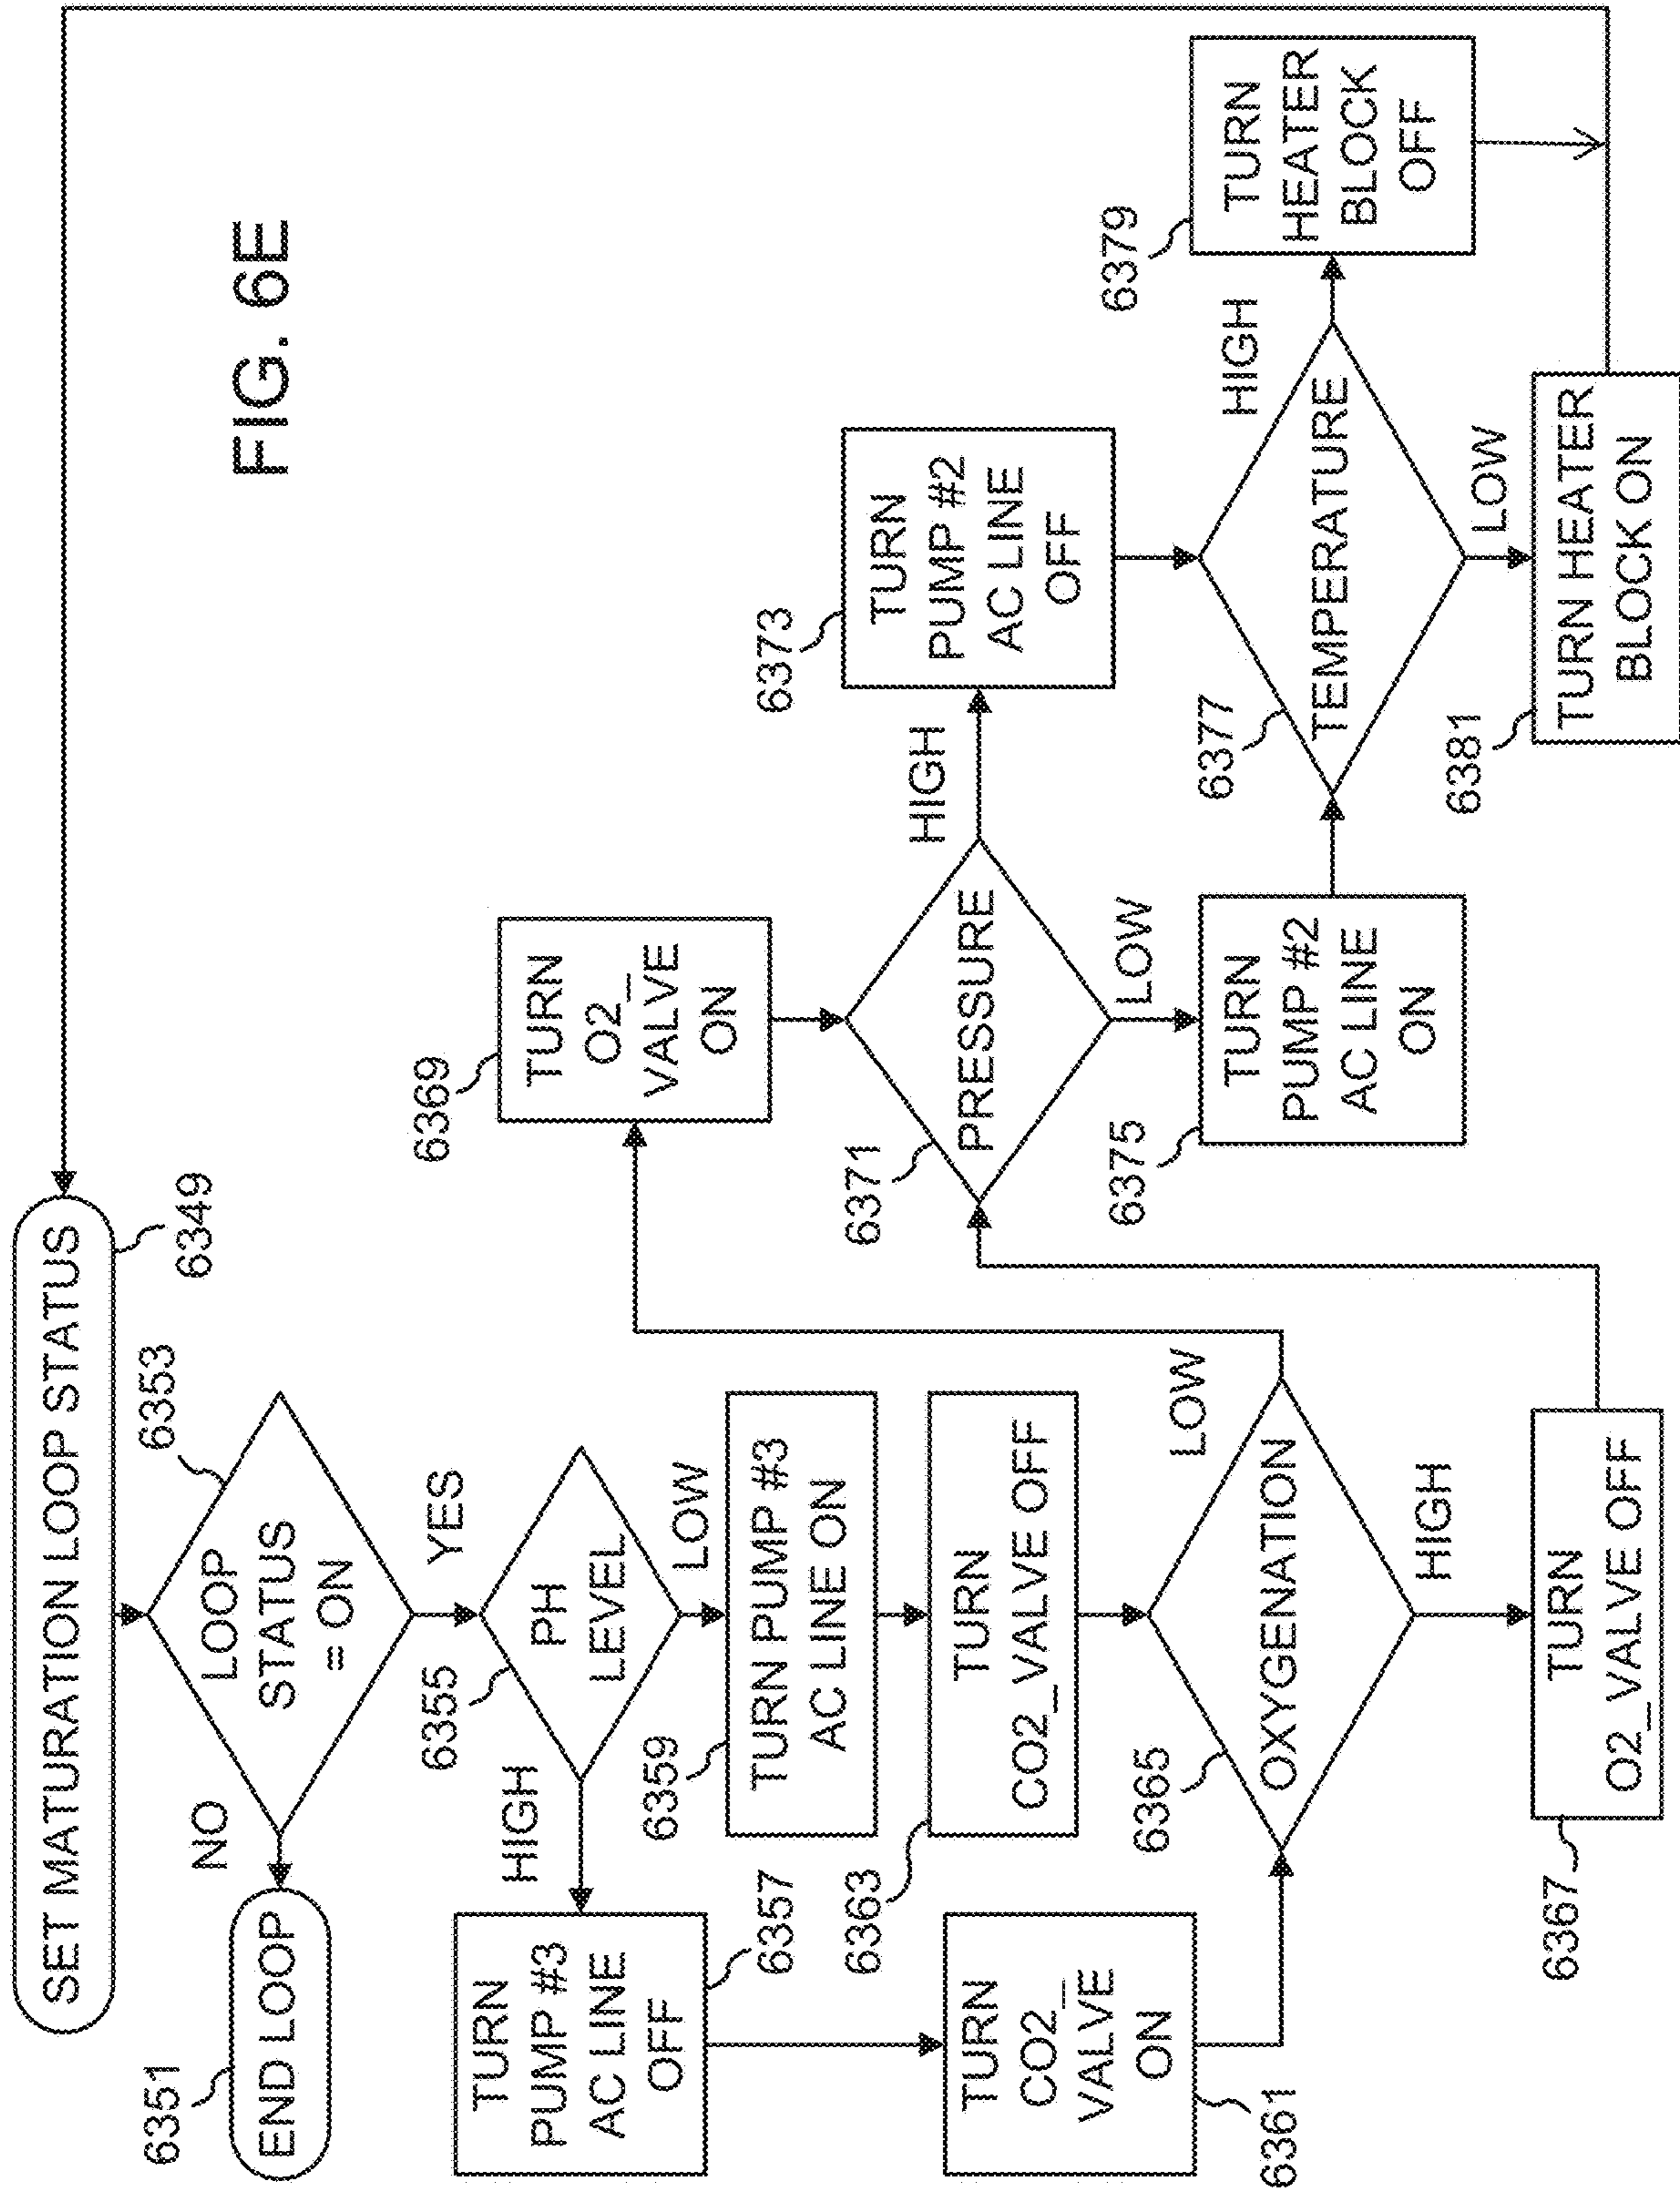 FIG. 6E
SET MATURATION LOOP STATUS
6349
6353
LOOP
STATUS
= ON
NO
YES
6351
END LOOP
6355
PH
LEVEL
HIGH
LOW
TURN
PUMP #3
AC LINE
OFF
6357
6359
TURN PUMP #3
AC LINE ON
6363
TURN
CO2_VALVE OFF
TURN
CO2_
VALVE
ON
6361
6365
OXYGENATION
LOW
HIGH
6367
TURN
O2_VALVE OFF
6369
TURN
O2_
VALVE
ON
6371
PRESSURE
HIGH
LOW
6373
TURN
PUMP #2
AC LINE
OFF
6375
TURN
PUMP #2
AC LINE
ON
6377
TEMPERATURE
HIGH
LOW
6379
TURN
HEATER
BLOCK
OFF
6381
TURN HEATER
BLOCK ON